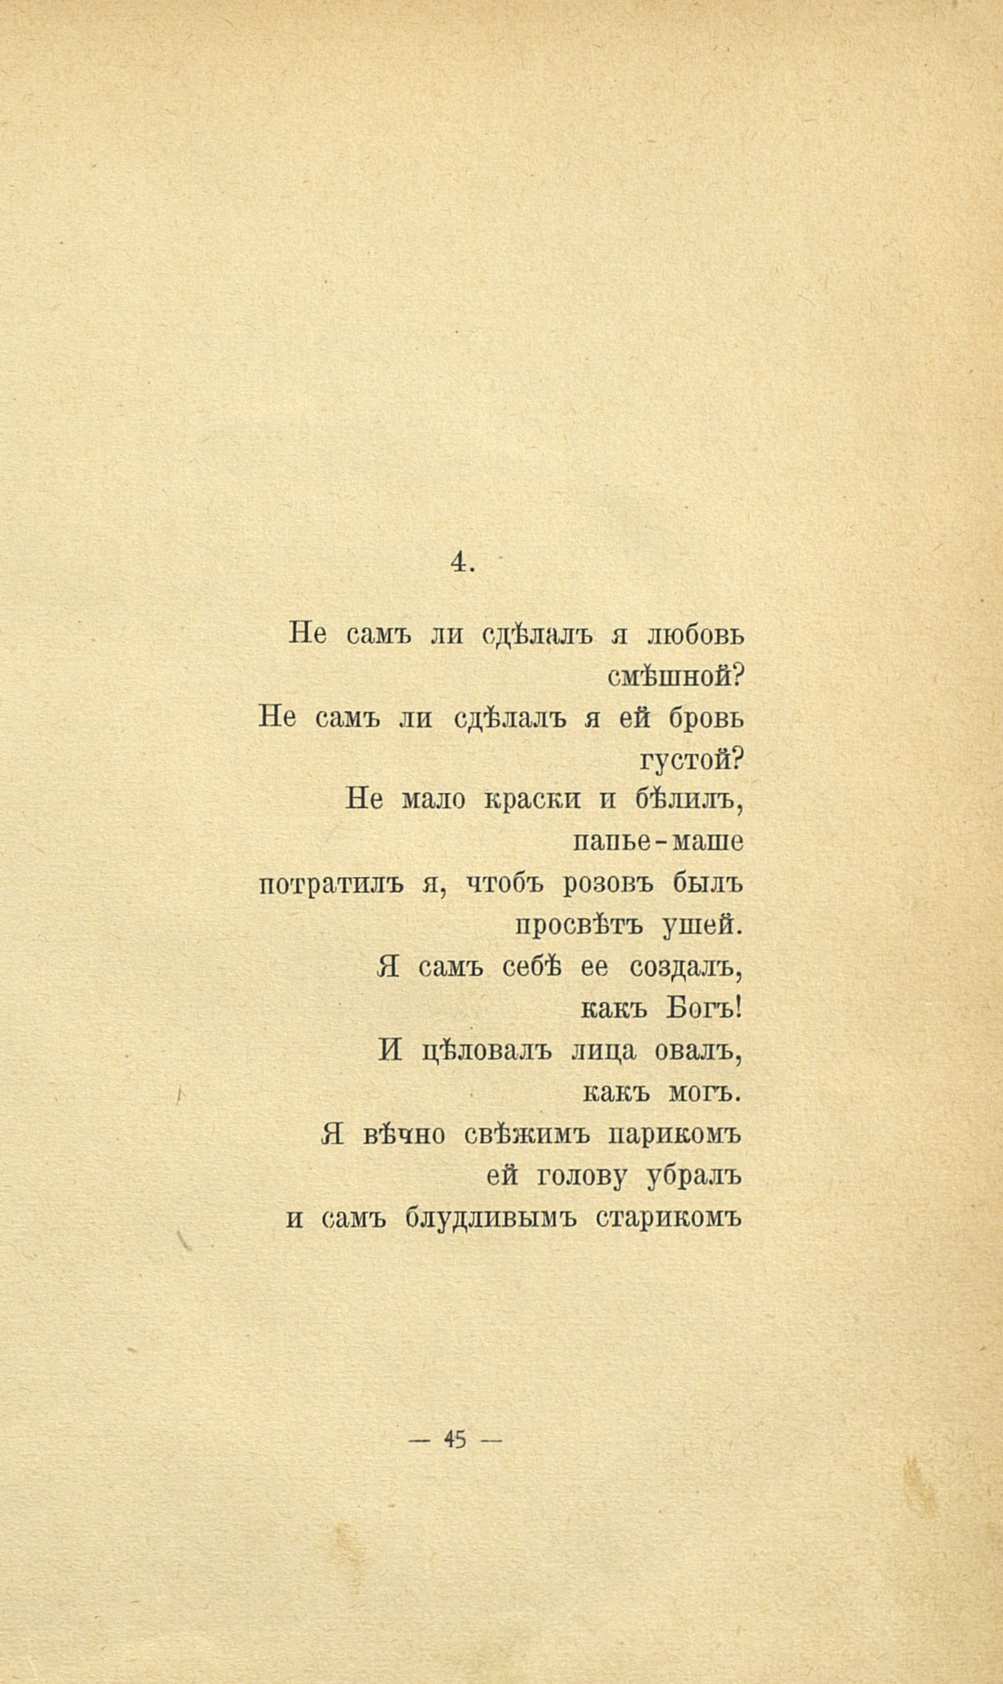 4.
Не самъ ли сдѣлалъ я любовь
смѣшной?
Не самъ ли сдѣлалъ я ей бровь
густой?
Не мало краски и бѣлилъ,
папье-маше
потратилъ я, чтобъ розовъ былъ
просвѣтъ ушей.
Я самъ себѣ ее создалъ,
какъ Богъ!
И цѣловалъ лица овалъ,
какъ могъ.
Я вѣчно свѣжимъ парикомъ
ей голову убралъ
и самъ блудливымъ старикомъ
— 45 —